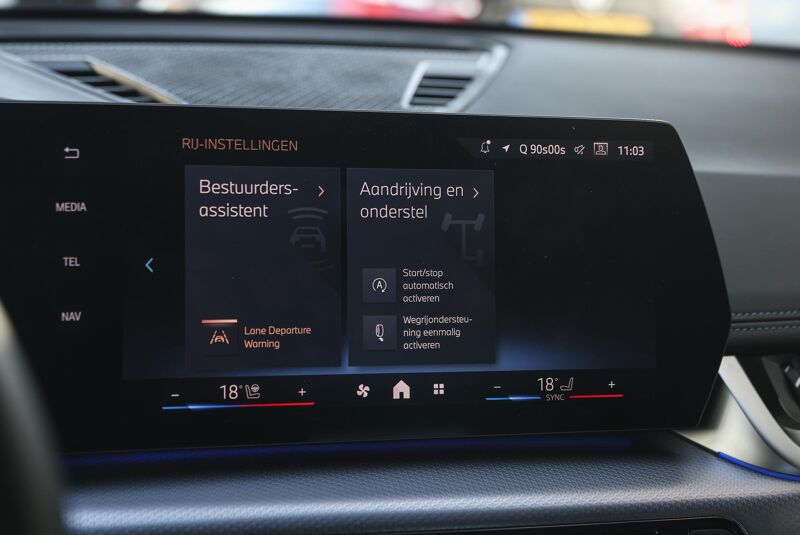 RIJ-INSTELLINGEN
Q 90s00s
11:03
MEDIA
TEL
NAV
Bestuurders-
assistent
Lane Departure
Warning
Aandrijving en
onderstel
A
Start/stop
automatisch
activeren
Wegrijondersteu-
ning eenmalig
activeren
- 18° +
- 18° +
SYNC